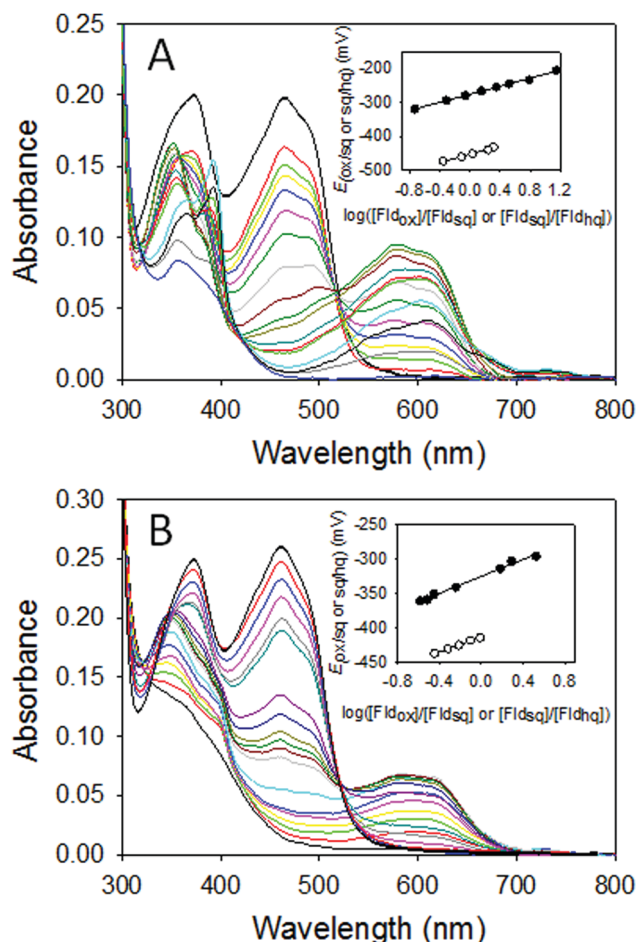 A
0.25
0.20
0.15
0.10
0.05
0.00
Absorbance
300 400 500 600 700 800
Wavelength (nm)
-200
-300
-400
-500
E(ox/sq or sq/hq) (mV)
-0.8 -0.4 0.0 0.4 0.8 1.2
log([Fldox]/[Fldsq] or [Fldsq]/[Fldhq])
B
0.30
0.25
0.20
0.15
0.10
0.05
0.00
Absorbance
300 400 500 600 700 800
Wavelength (nm)
-250
-300
-350
-400
-450
Eox/sq or sq/hq) (mV)
-0.8 -0.4 0.0 0.4 0.8
log([Fldox]/[Fldsq] or [Fldsq]/[Fldhq])